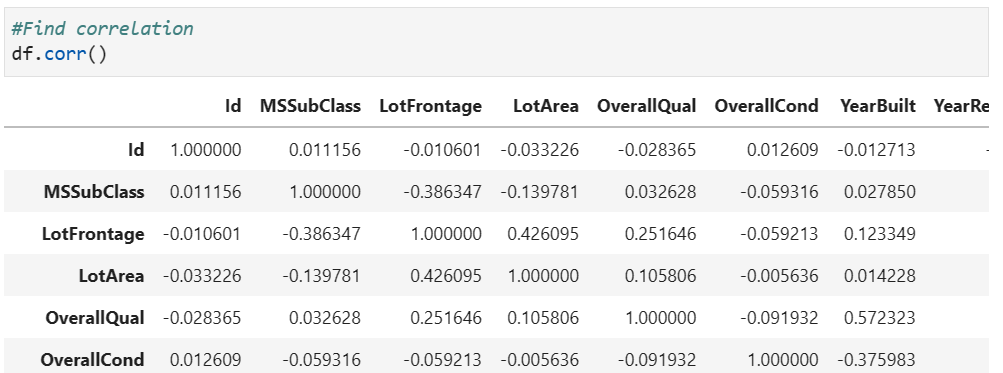 #Find correlation
df.corr()
Id MSSubClass LotFrontage LotArea OverallQual OverallCond YearBuilt YearRe
Id 1.000000 0.011156 -0.010601 -0.033226 -0.028365 0.012609 -0.012713 -
MSSubClass 0.011156 1.000000 -0.386347 -0.139781 0.032628 -0.059316 0.027850
LotFrontage -0.010601 -0.386347 1.000000 0.426095 0.251646 -0.059213 0.123349
LotArea -0.033226 -0.139781 0.426095 1.000000 0.105806 -0.005636 0.014228
OverallQual -0.028365 0.032628 0.251646 0.105806 1.000000 -0.091932 0.572323
OverallCond 0.012609 -0.059316 -0.059213 -0.005636 -0.091932 1.000000 -0.375983